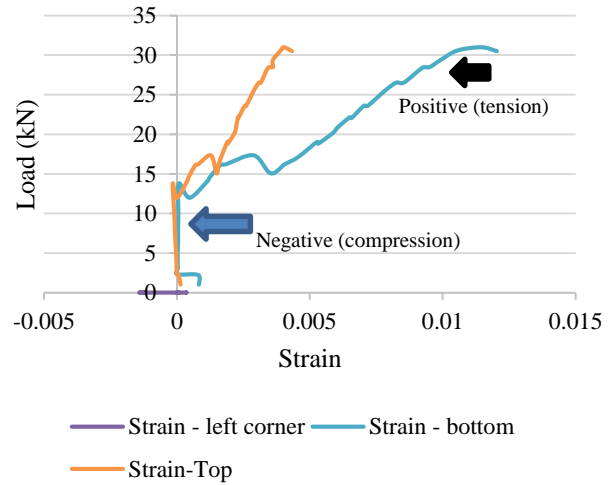 35
30
25
20
15
10
5
0
Load (kN)
Positive (tension)
Negative (compression)
-0.005 0 0.005 0.01 0.015
Strain
Strain - left corner Strain - bottom
Strain-Top